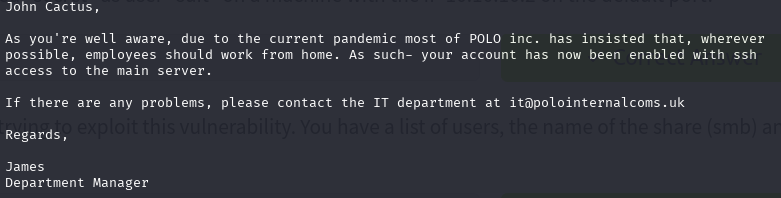 John Cactus,
As you're well aware, due to the current pandemic most of POLO inc. has insisted that, wherever
possible, employees should work from home. As such- your account has now been enabled with ssh
access to the main server.
If there are any problems, please contact the IT department at it@polointernalcoms.uk
trying to exploit this vulnerability. You have a list of users, the name of the share (smb)
Regards,
James
Department Manager